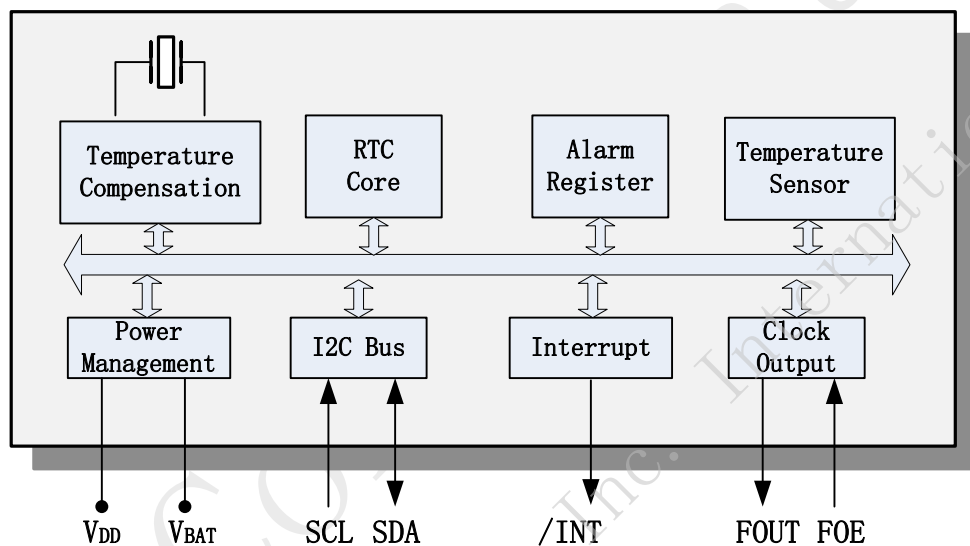 Temperature
Compensation
RTC
Core
Alarm
Register
Temperature
Sensor
Power
Management
I2C Bus
Interrupt
Clock
Output
VDD
VBAT
SCL SDA
/INT
FOUT FOE
Inc.